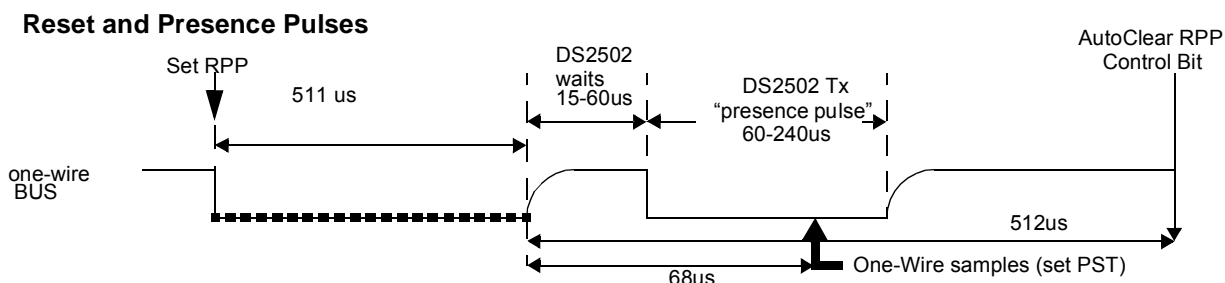 Reset and Presence Pulses
Set RPP
511 us
DS2502
waits
15-60us
DS2502 Tx
“presence pulse”
60-240us
AutoClear RPP
Control Bit
one-wire
BUS
512us
68us
One-Wire samples (set PST)